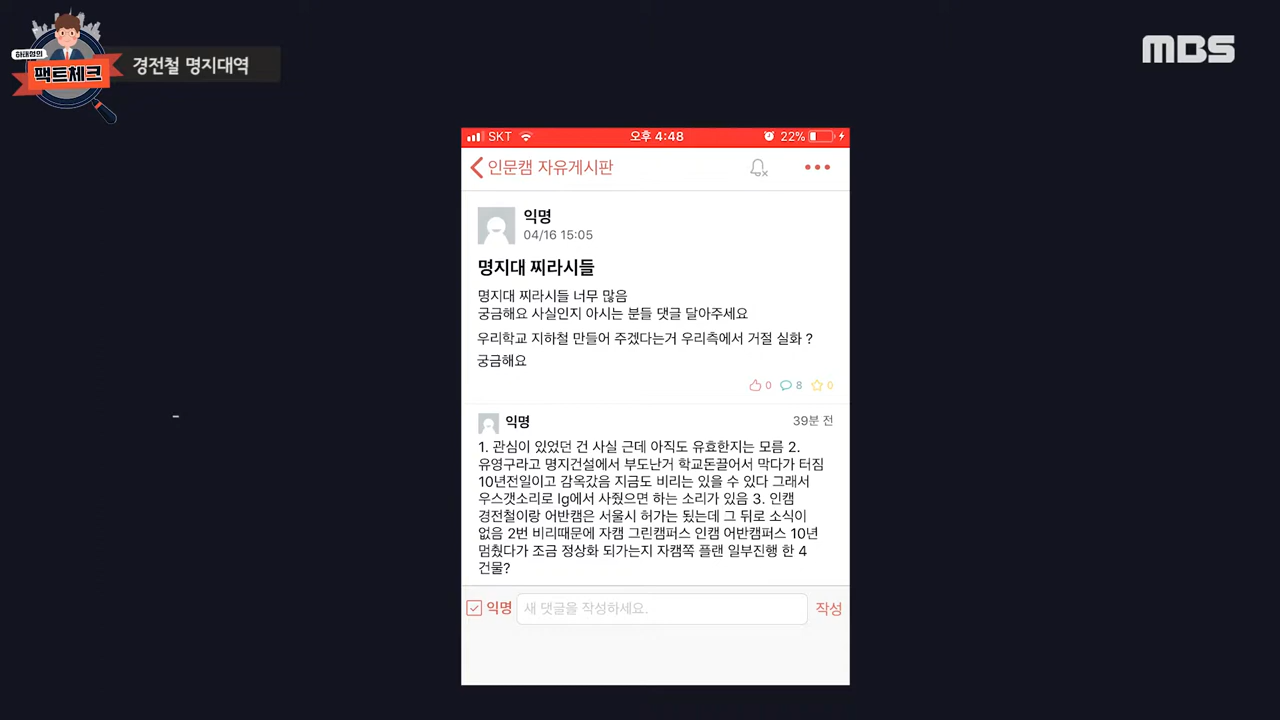 하태형의
팩트체크
경전철 명지대역
MBS
SKT
오후 4:48
22%
인문캠 자유게시판
익명
04/16 15:05
명지대 찌라시들
명지대 찌라시들 너무 많음
궁금해요 사실인지 아시는 분들 댓글 달아주세요
우리학교 지하철 만들어 주겠다는거 우리측에서 거절 실화 ?
궁금해요
0 8 0
익명
39분 전
1. 관심이 있었던 건 사실 근데 아직도 유효한지는 모름 2.
유영구라고 명지건설에서 부도난거 학교돈끌어서 막다가 터짐
10년전일이고 감옥갔음 지금도 비리는 있을 수 있다 그래서
우스갯소리로 lg에서 사줬으면 하는 소리가 있음 3. 인캠
경전철이랑 어반캠은 서울시 허가는 됬는데 그 뒤로 소식이
없음 2번 비리때문에 자캠 그린캠퍼스 인캠 어반캠퍼스 10년
멈췄다가 조금 정상화 되가는지 자캠쪽 플랜 일부진행 한 4
건물?
익명
새 댓글을 작성하세요.
작성